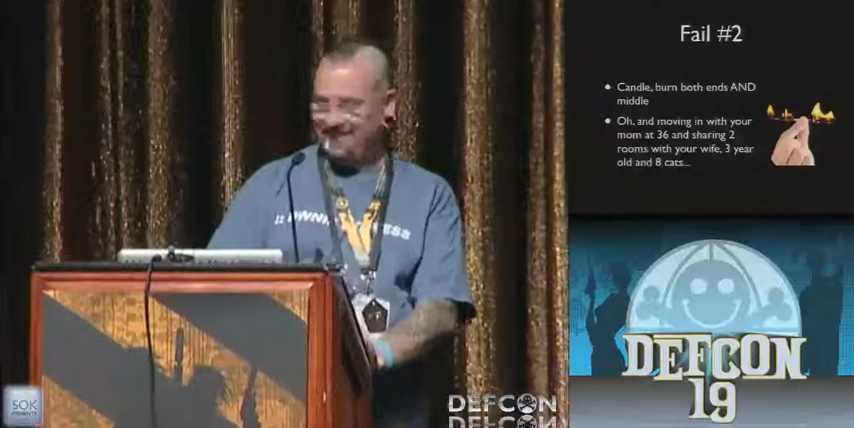 Fail #2
Candle, burn both ends AND
middle
Oh, and moving in with your
mom at 36 and sharing 2
rooms with your wife, 3 year
old and 8 cats...
DEFCON
19
DEFCON
SOK